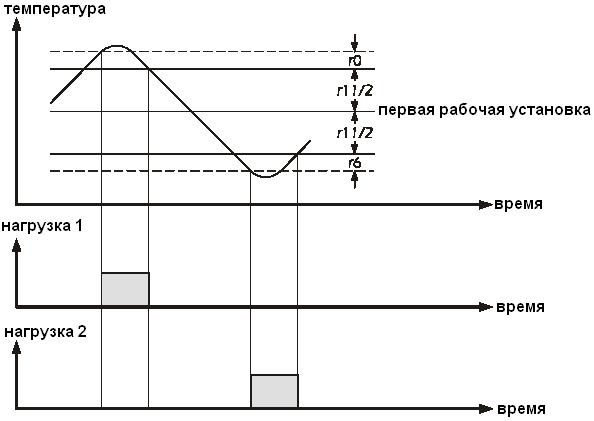 температура
r0
r11/2
первая рабочая установка
r11/2
r6
время
нагрузка 1
время
нагрузка 2
время